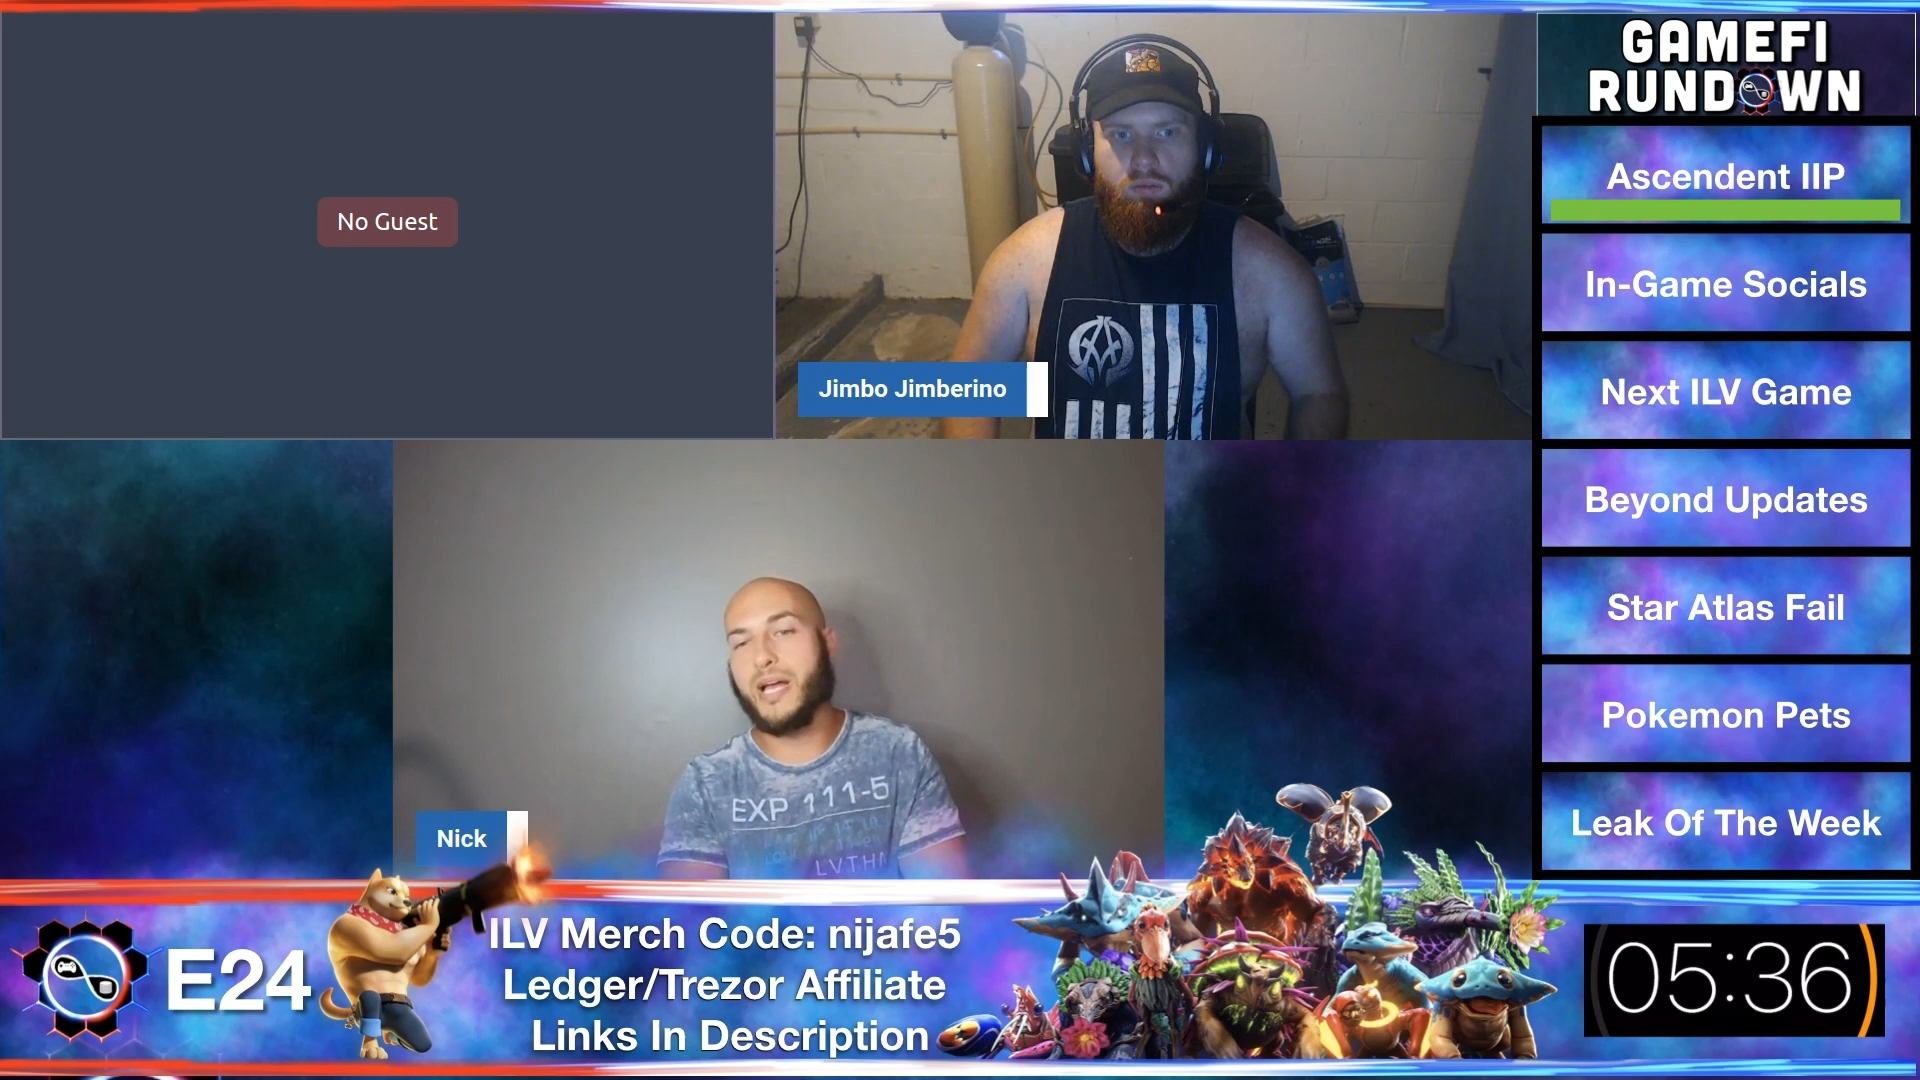 No Guest
Jimbo Jimberino
GAMEFI
RUNDOWN
Ascendent IIP
In-Game Socials
Next ILV Game
Beyond Updates
Star Atlas Fail
Pokemon Pets
Leak Of The Week
EXP 111-5
Nick
E24
ILV Merch Code: nijafe5
Ledger/Trezor Affiliate
Links In Description
05:36